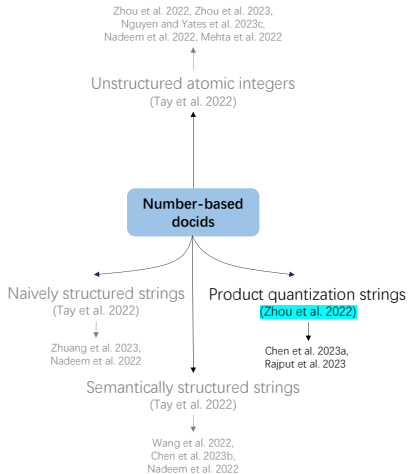 Zhou et al. 2022, Zhou et al. 2023,
Nguyen and Yates et al. 2023c,
Nadeem et al. 2022, Mehta et al. 2022
Unstructured atomic integers
(Tay et al. 2022)
Number-based
docids
Naively structured strings
(Tay et al. 2022)
Zhuang et al. 2023,
Nadeem et al. 2022
Product quantization strings
(Zhou et al. 2022)
Chen et al. 2023a,
Rajput et al. 2023
Semantically structured strings
(Tay et al. 2022)
Wang et al. 2022,
Chen et al. 2023b,
Nadeem et al. 2022